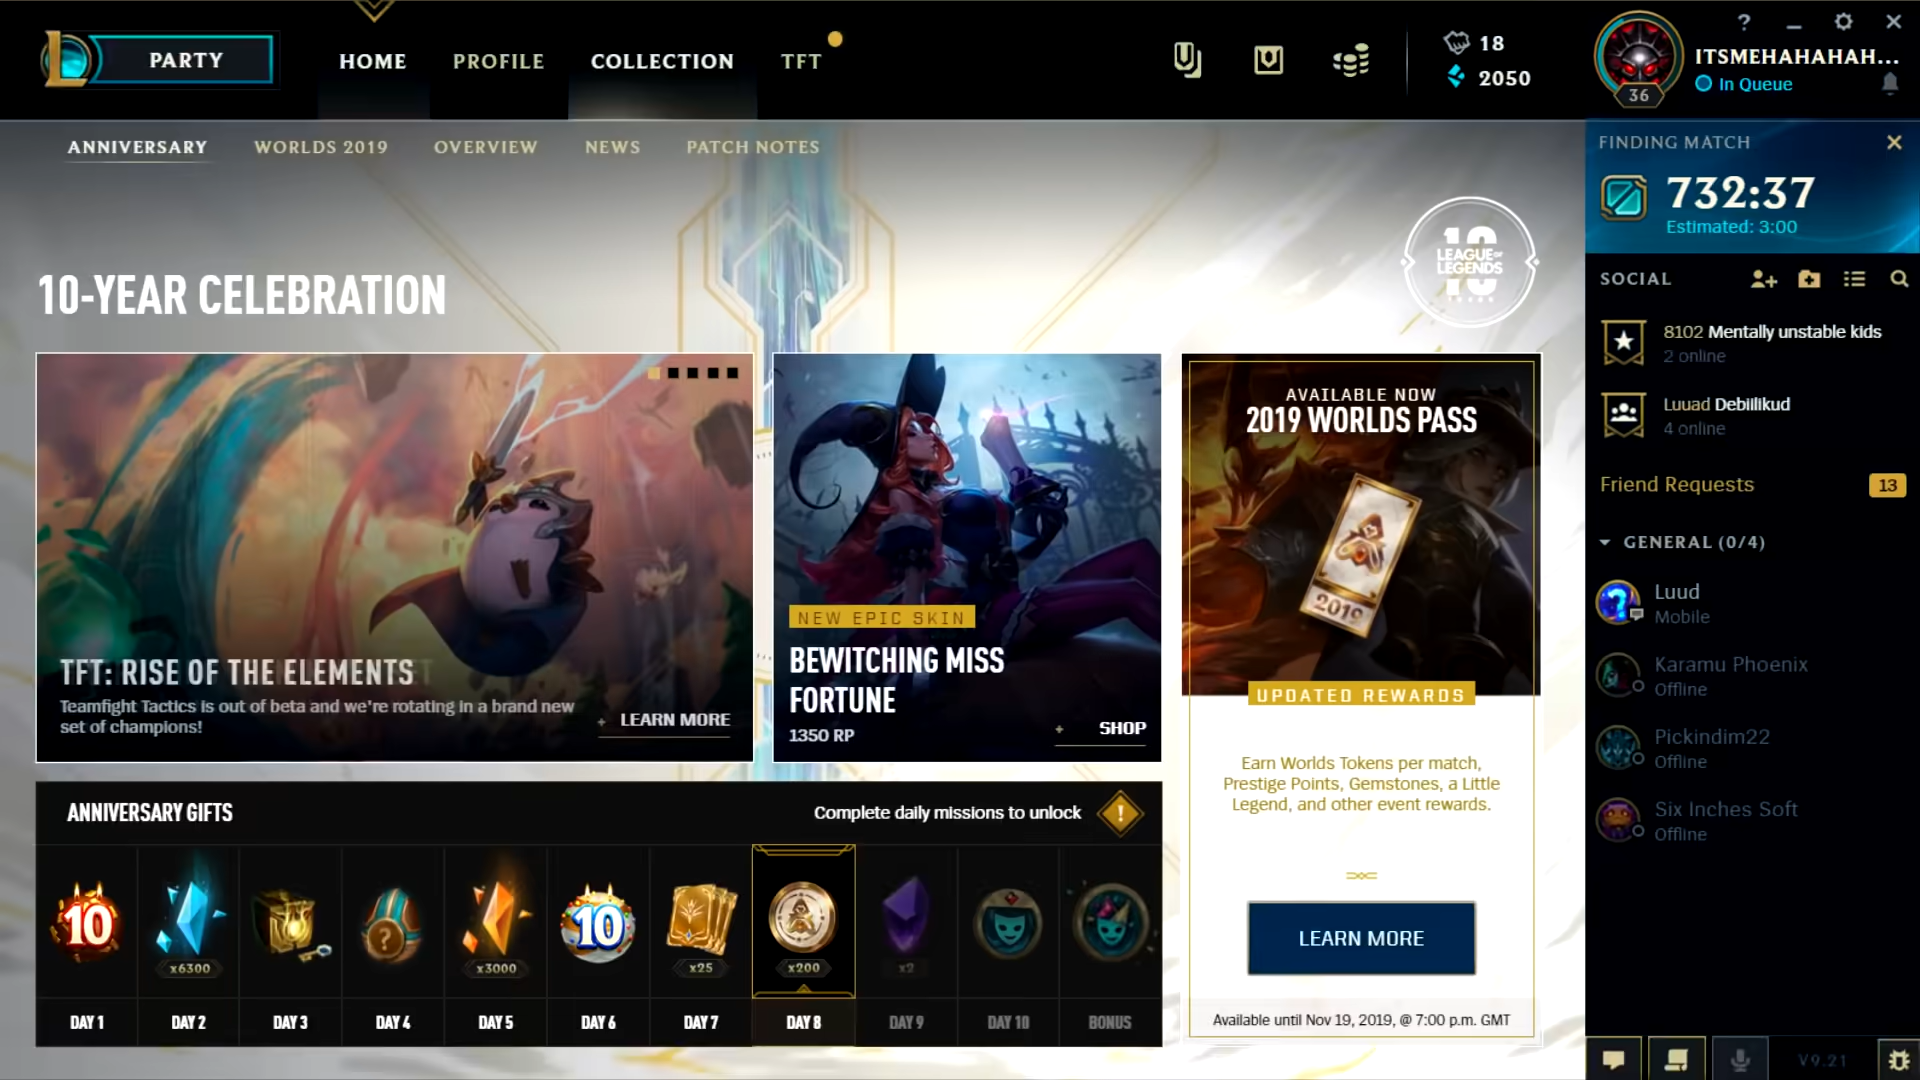 PARTY
HOME
PROFILE
COLLECTION
TFT
18
2050
36
ITSMEHAHAHAH...
In Queue
ANNIVERSARY
WORLDS 2019
OVERVIEW
NEWS
PATCH NOTES
FINDING MATCH
732:37
Estimated: 3:00
10-YEAR CELEBRATION
10
LEAGUE OF
LEGENDS
SOCIAL
8102 Mentally unstable kids
2 online
Luuad Debiilikud
4 online
Friend Requests
13
GENERAL (0/4)
Luud
Mobile
Karamu Phoenix
Offline
Pickindim22
Offline
Six Inches Soft
Offline
TFT: RISE OF THE ELEMENTS
Teamfight Tactics is out of beta and we're rotating in a brand new
set of champions!
LEARN MORE
NEW EPIC SKIN
BEWITCHING MISS
FORTUNE
1350 RP
SHOP
AVAILABLE NOW
2019 WORLDS PASS
2019
UPDATED REWARDS
Earn Worlds Tokens per match,
Prestige Points, Gemstones, a Little
Legend, and other event rewards.
LEARN MORE
Available until Nov 19, 2019, @ 7:00 p.m. GMT
ANNIVERSARY GIFTS
Complete daily missions to unlock
10
x6300
?
x3000
10
x25
x200
x2
DAY 1
DAY 2
DAY 3
DAY 4
DAY 5
DAY 6
DAY 7
DAY 8
DAY 9
DAY 10
BONUS
V9.21